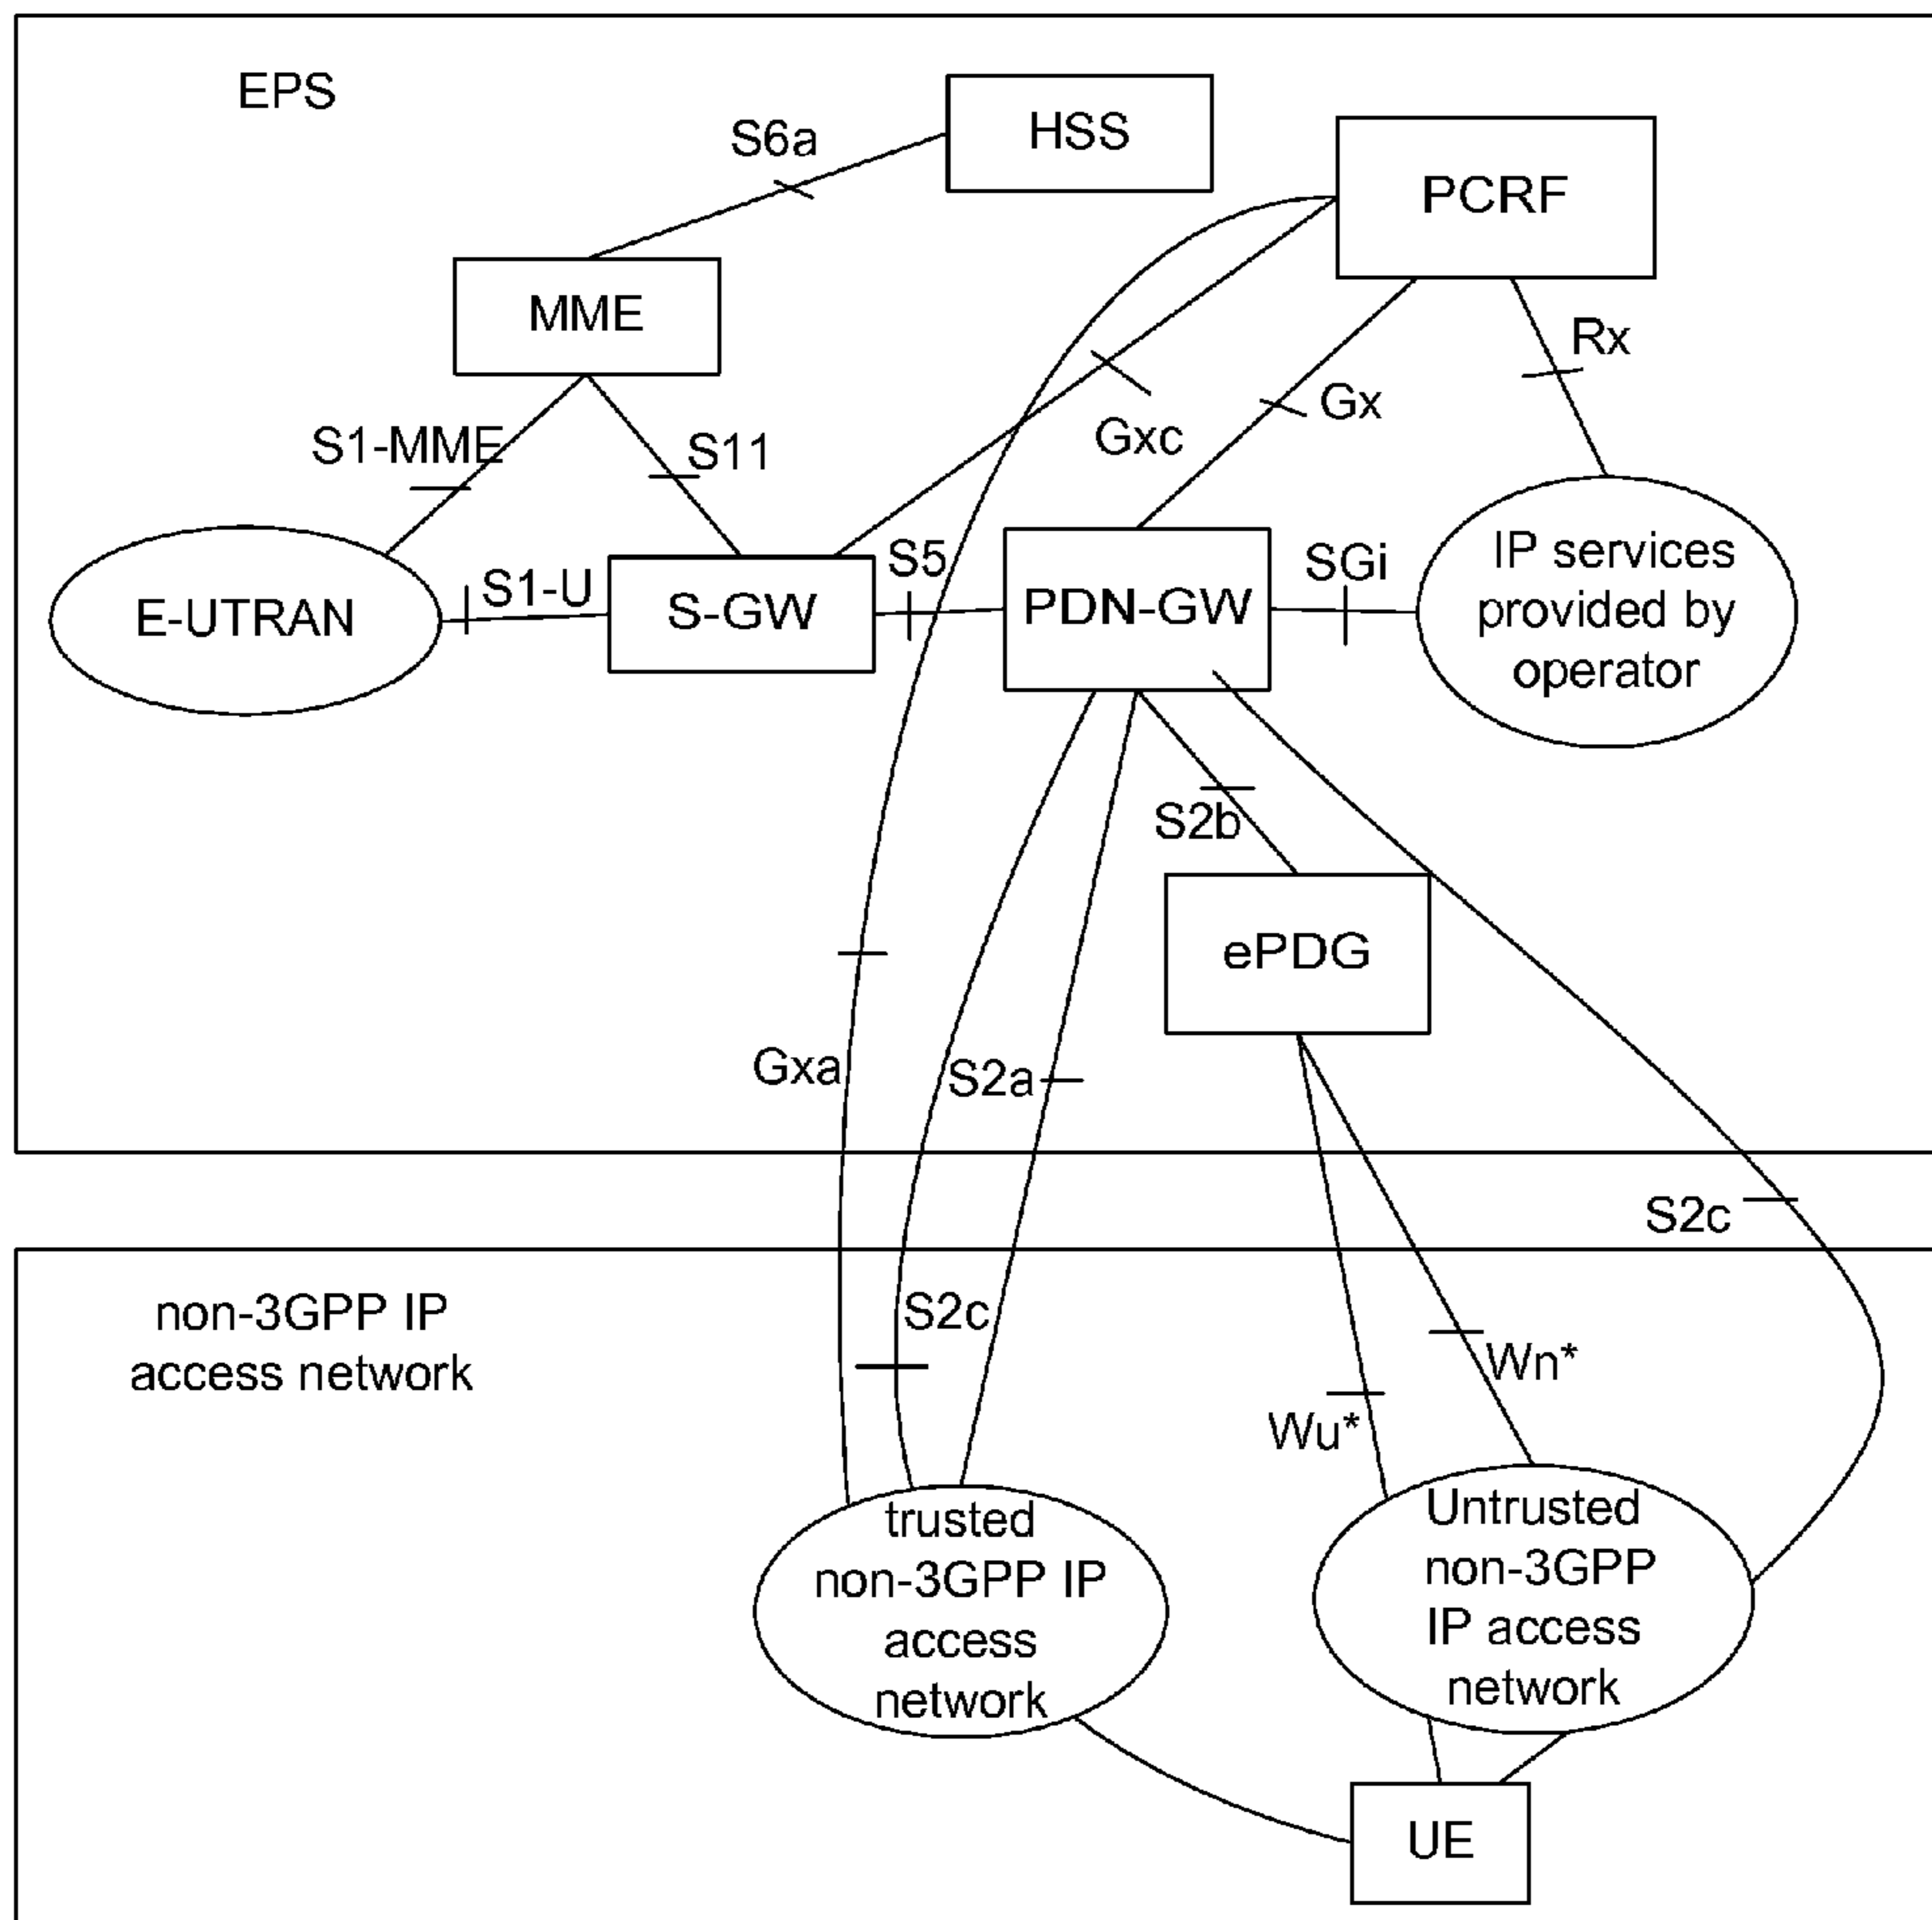 EPS
HSS
S6a
PCRF
MME
Rx
Gx
Gxc
S1-MME
S11
S5
SGi
IP services
provided by
operator
S1-U
E-UTRAN
S-GW
PDN-GW
S2b
ePDG
Gxa
S2a
S2c
non-3GPP IP
access network
S2c
Wn*
Wu*
trusted
non-3GPP IP
access
network
Untrusted
non-3GPP
IP access
network
UE